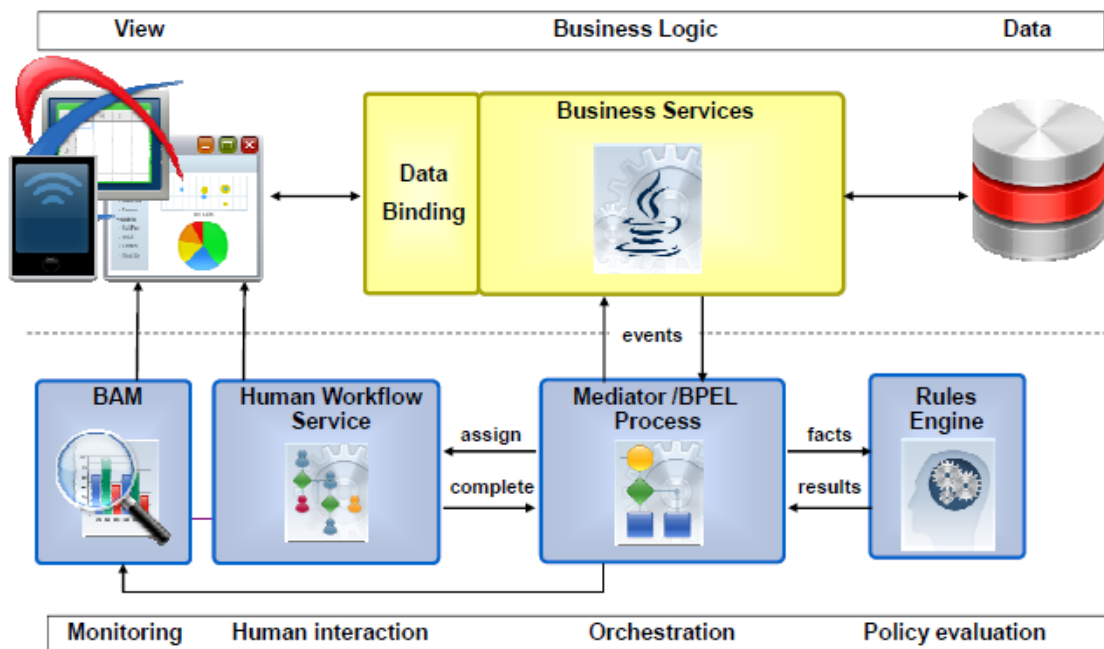 View
Business Logic
Data
Data
Binding
Business Services
events
BAM
Human Workflow
Service
assign
complete
Mediator /BPEL
Process
facts
results
Rules
Engine
Monitoring
Human interaction
Orchestration
Policy evaluation